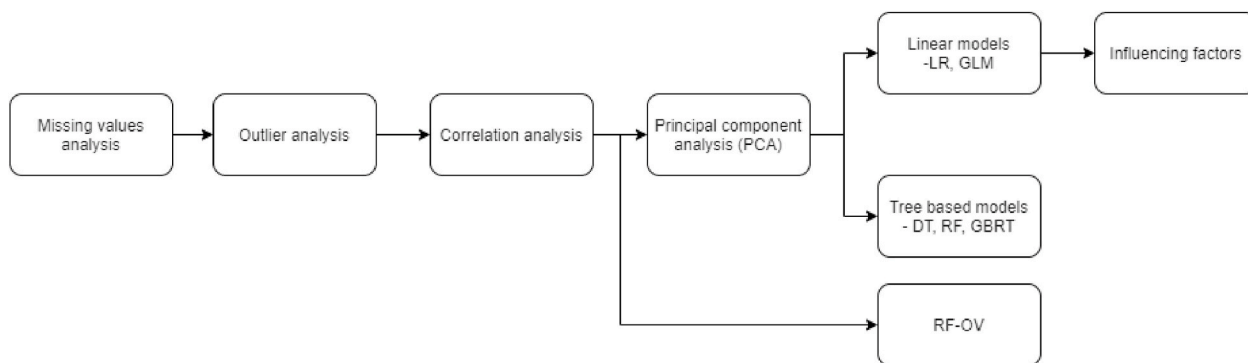 Missing values
analysis
Outlier analysis
Correlation analysis
Principal component
analysis (PCA)
Linear models
-LR, GLM
Influencing factors
Tree based models
- DT, RF, GBRT
RF-OV